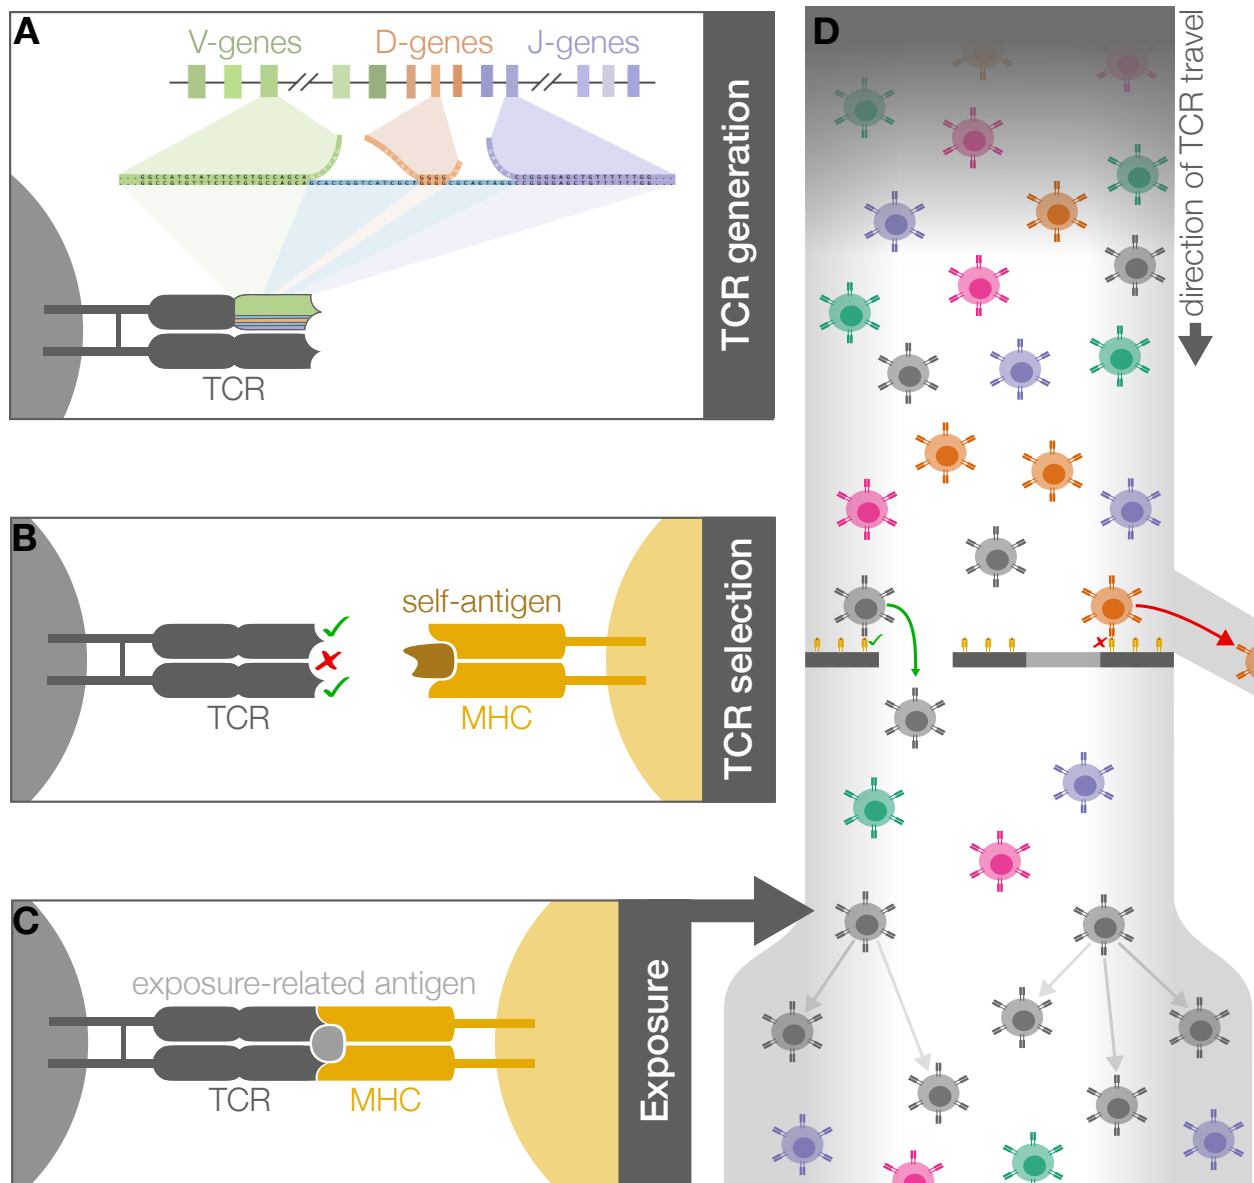 A
V-genes
D-genes
J-genes
TCR
TCR generation
B
self-antigen
TCR
MHC
TCR selection
C
exposure-related antigen
TCR
MHC
Exposure
D
direction of TCR travel